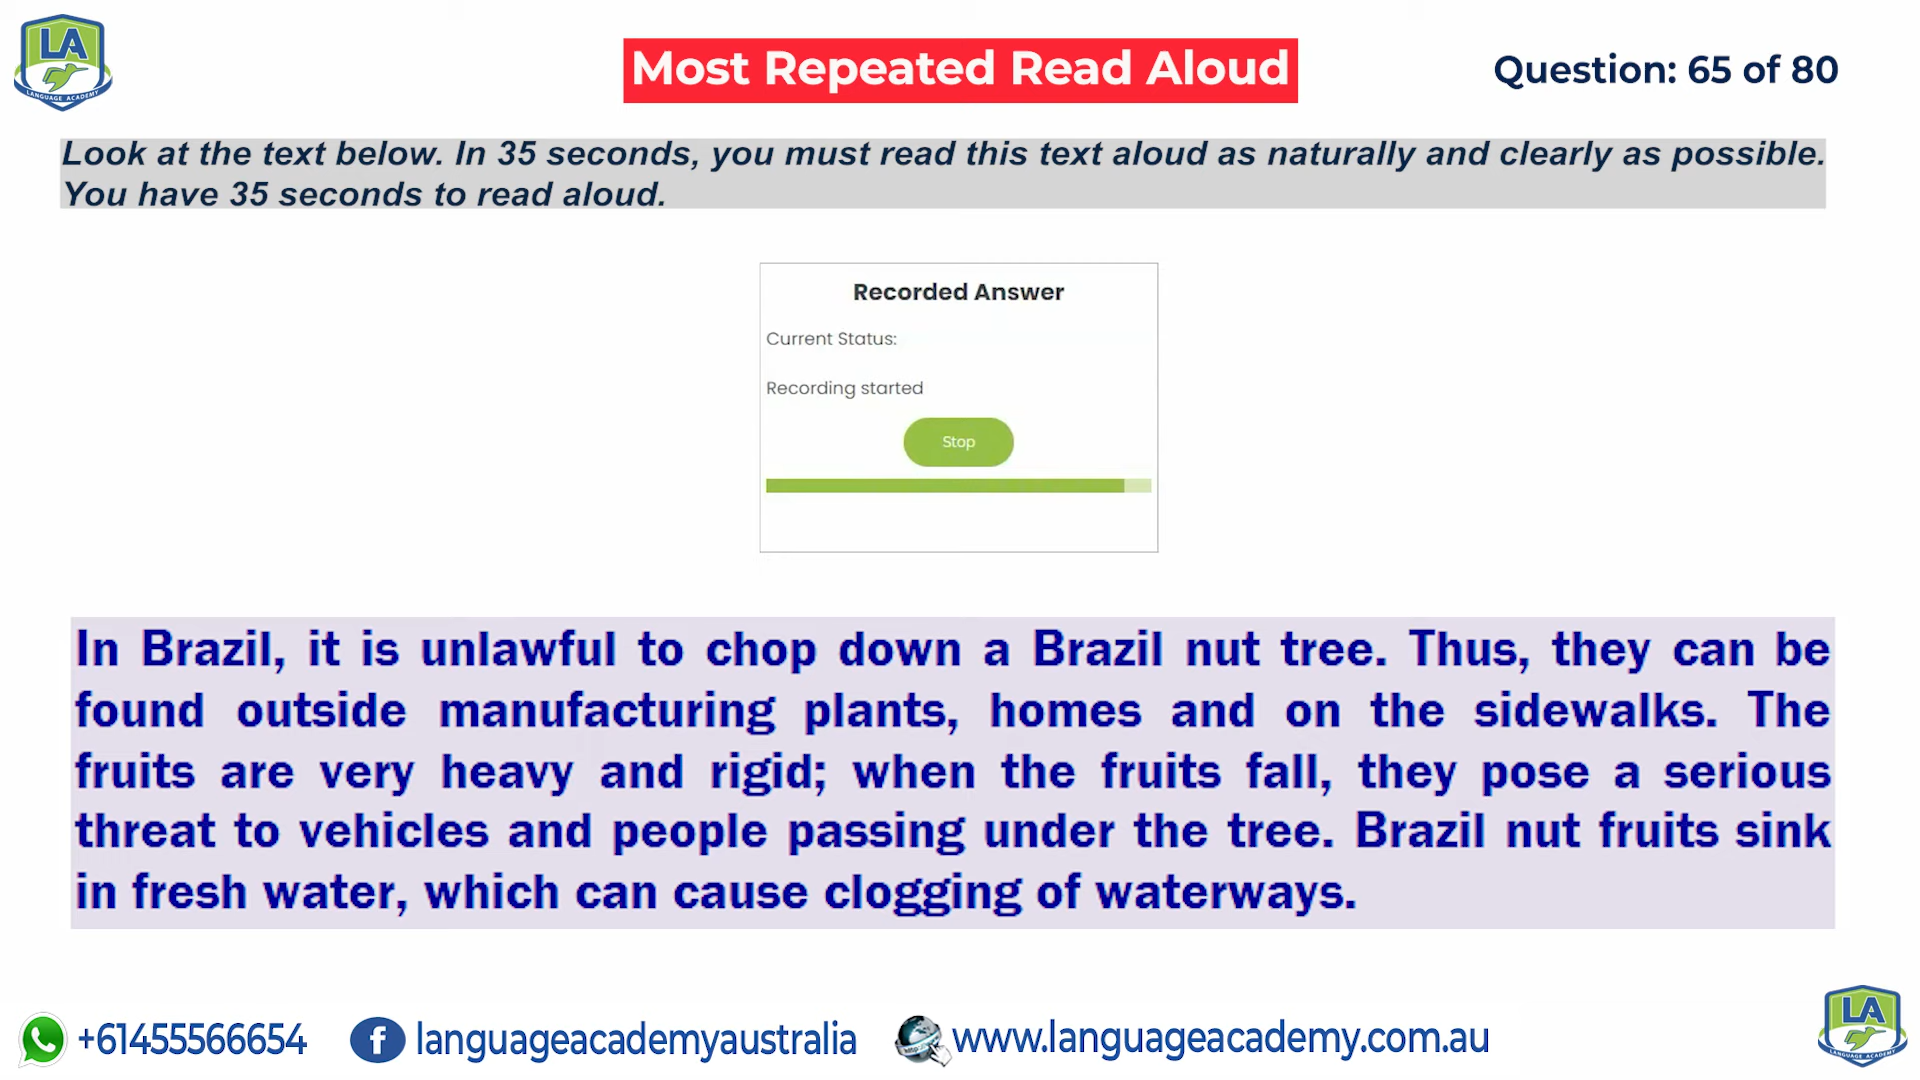 LA
LANGUAGE ACADEMY
Most Repeated Read Aloud
Question: 65 of 80
Look at the text below. In 35 seconds, you must read this text aloud as naturally and clearly as possible.
You have 35 seconds to read aloud.
Recorded Answer
Current Status:
Recording started
Stop
In Brazil, it is unlawful to chop down a Brazil nut tree. Thus, they can be
found outside manufacturing plants, homes and on the sidewalks. The
fruits are very heavy and rigid; when the fruits fall, they pose a serious
threat to vehicles and people passing under the tree. Brazil nut fruits sink
in fresh water, which can cause clogging of waterways.
+61455566654
languageacademyaustralia
www.languageacademy.com.au
LA
LANGUAGE ACADEMY